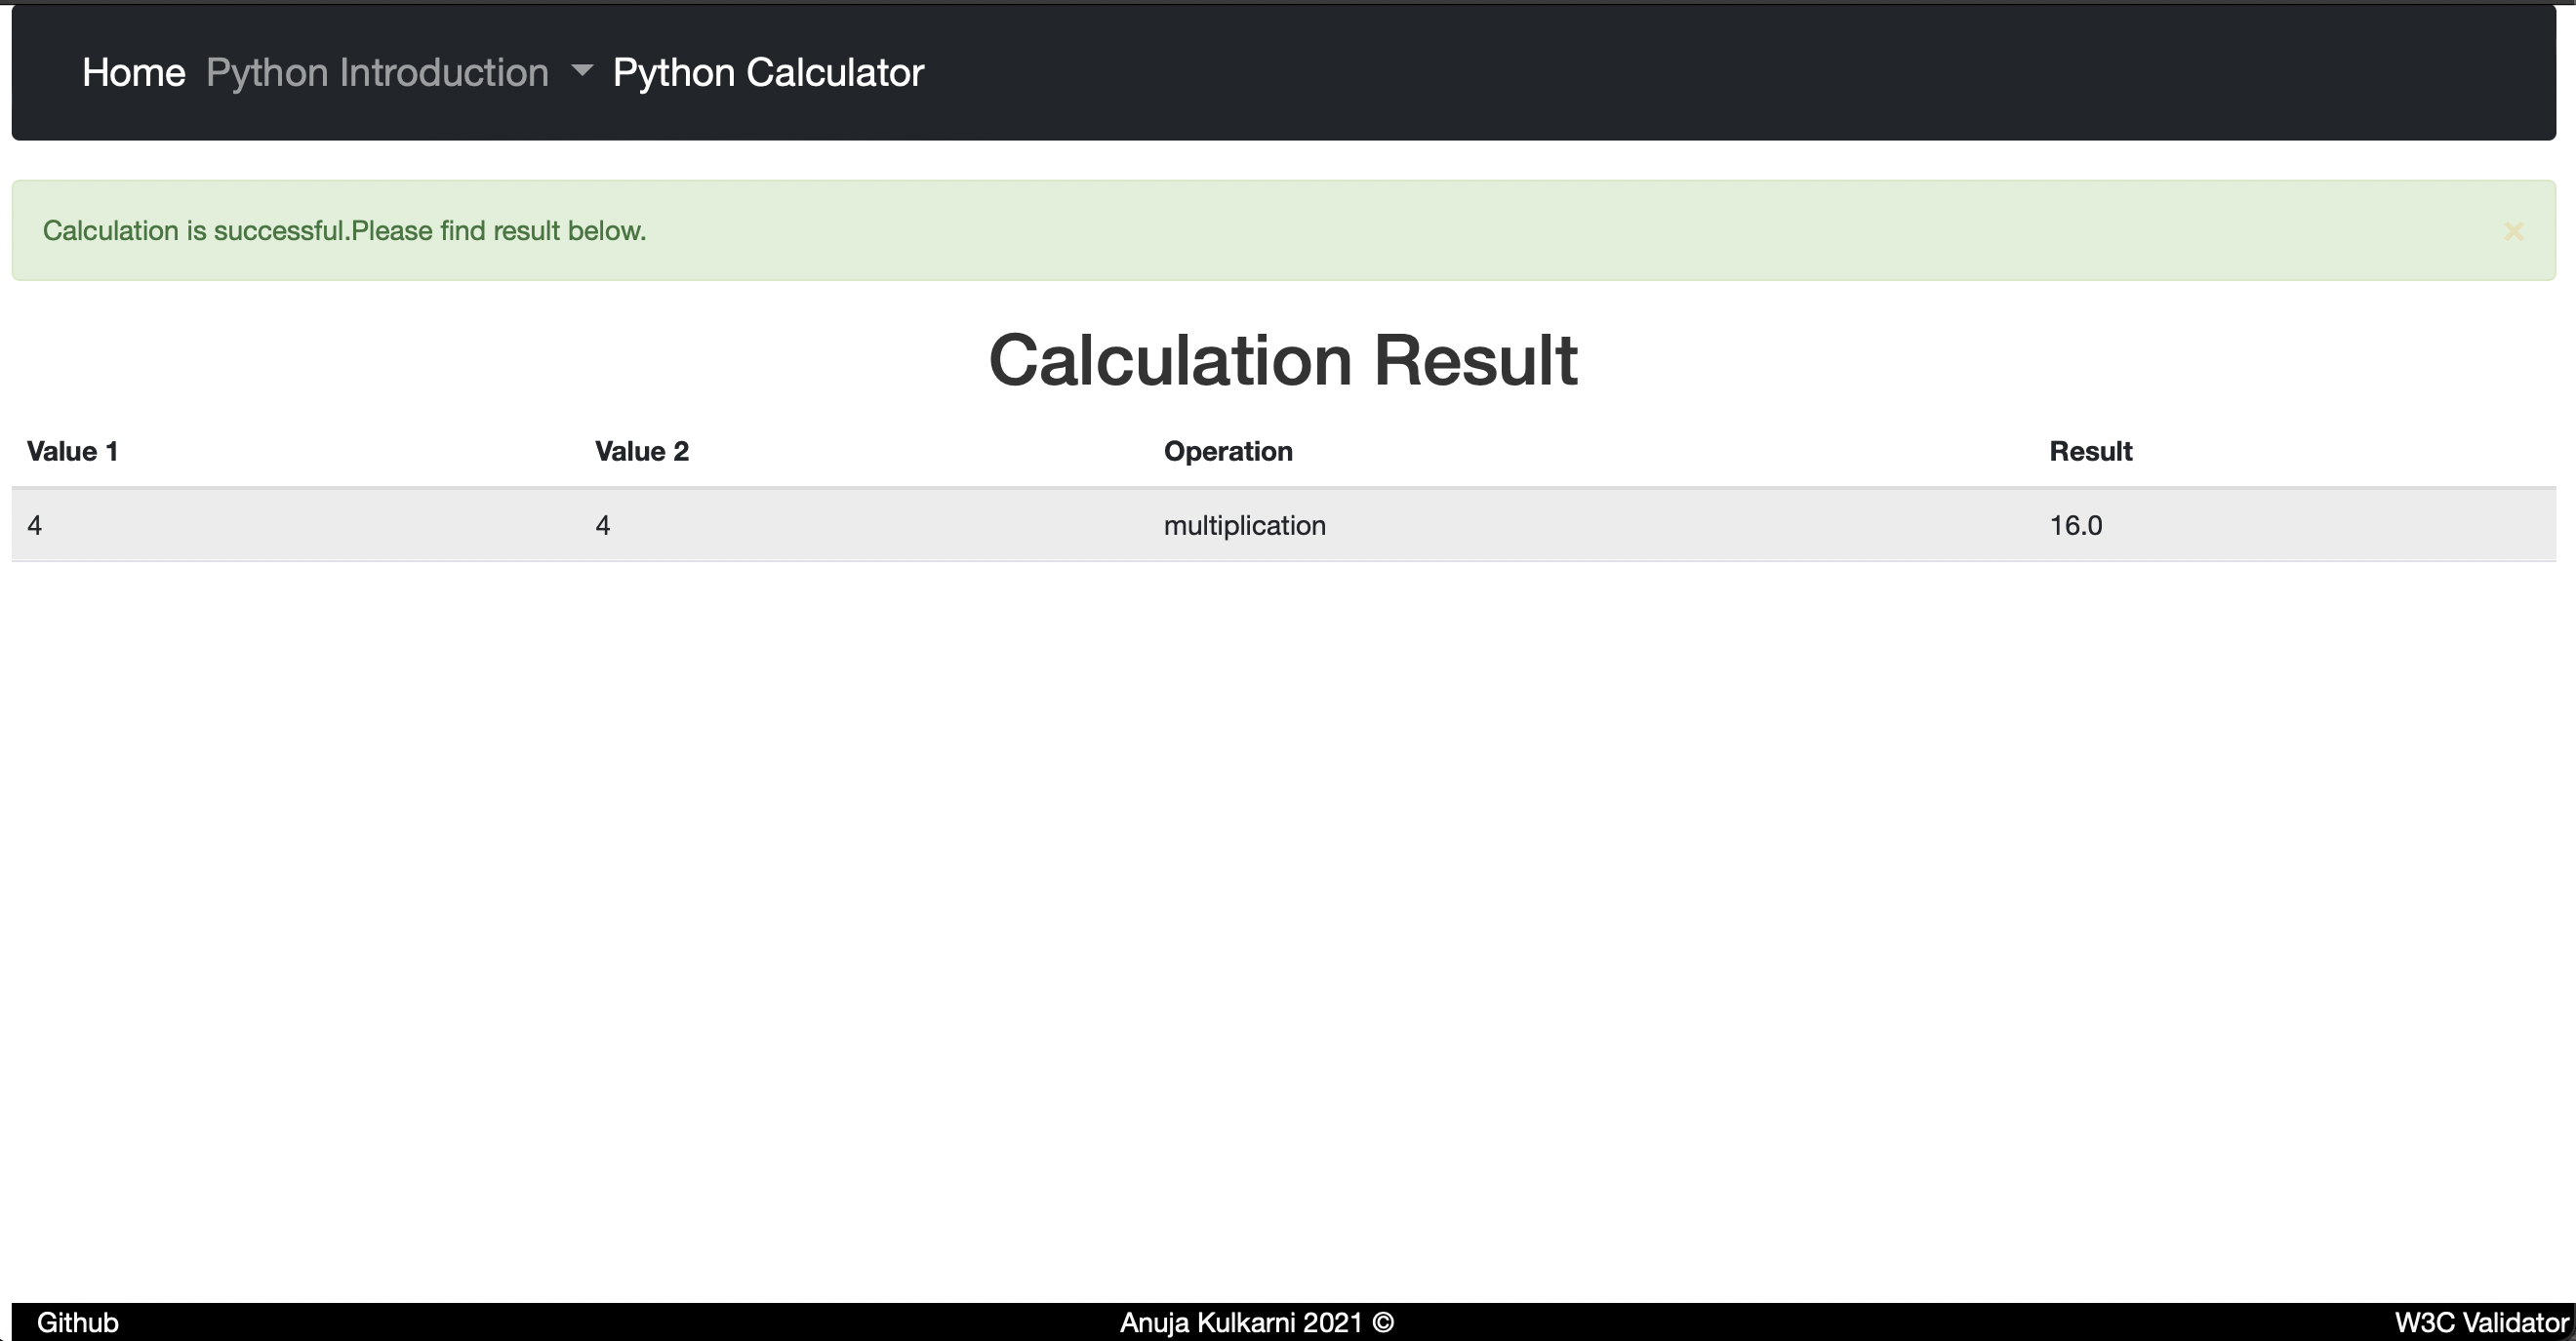 Home Python Introduction Python Calculator
Calculation is successful.Please find result below.
×
Calculation Result
Value 1 Value 2 Operation Result
4 4 multiplication 16.0
Github Anuja Kulkarni 2021 © W3C Validator